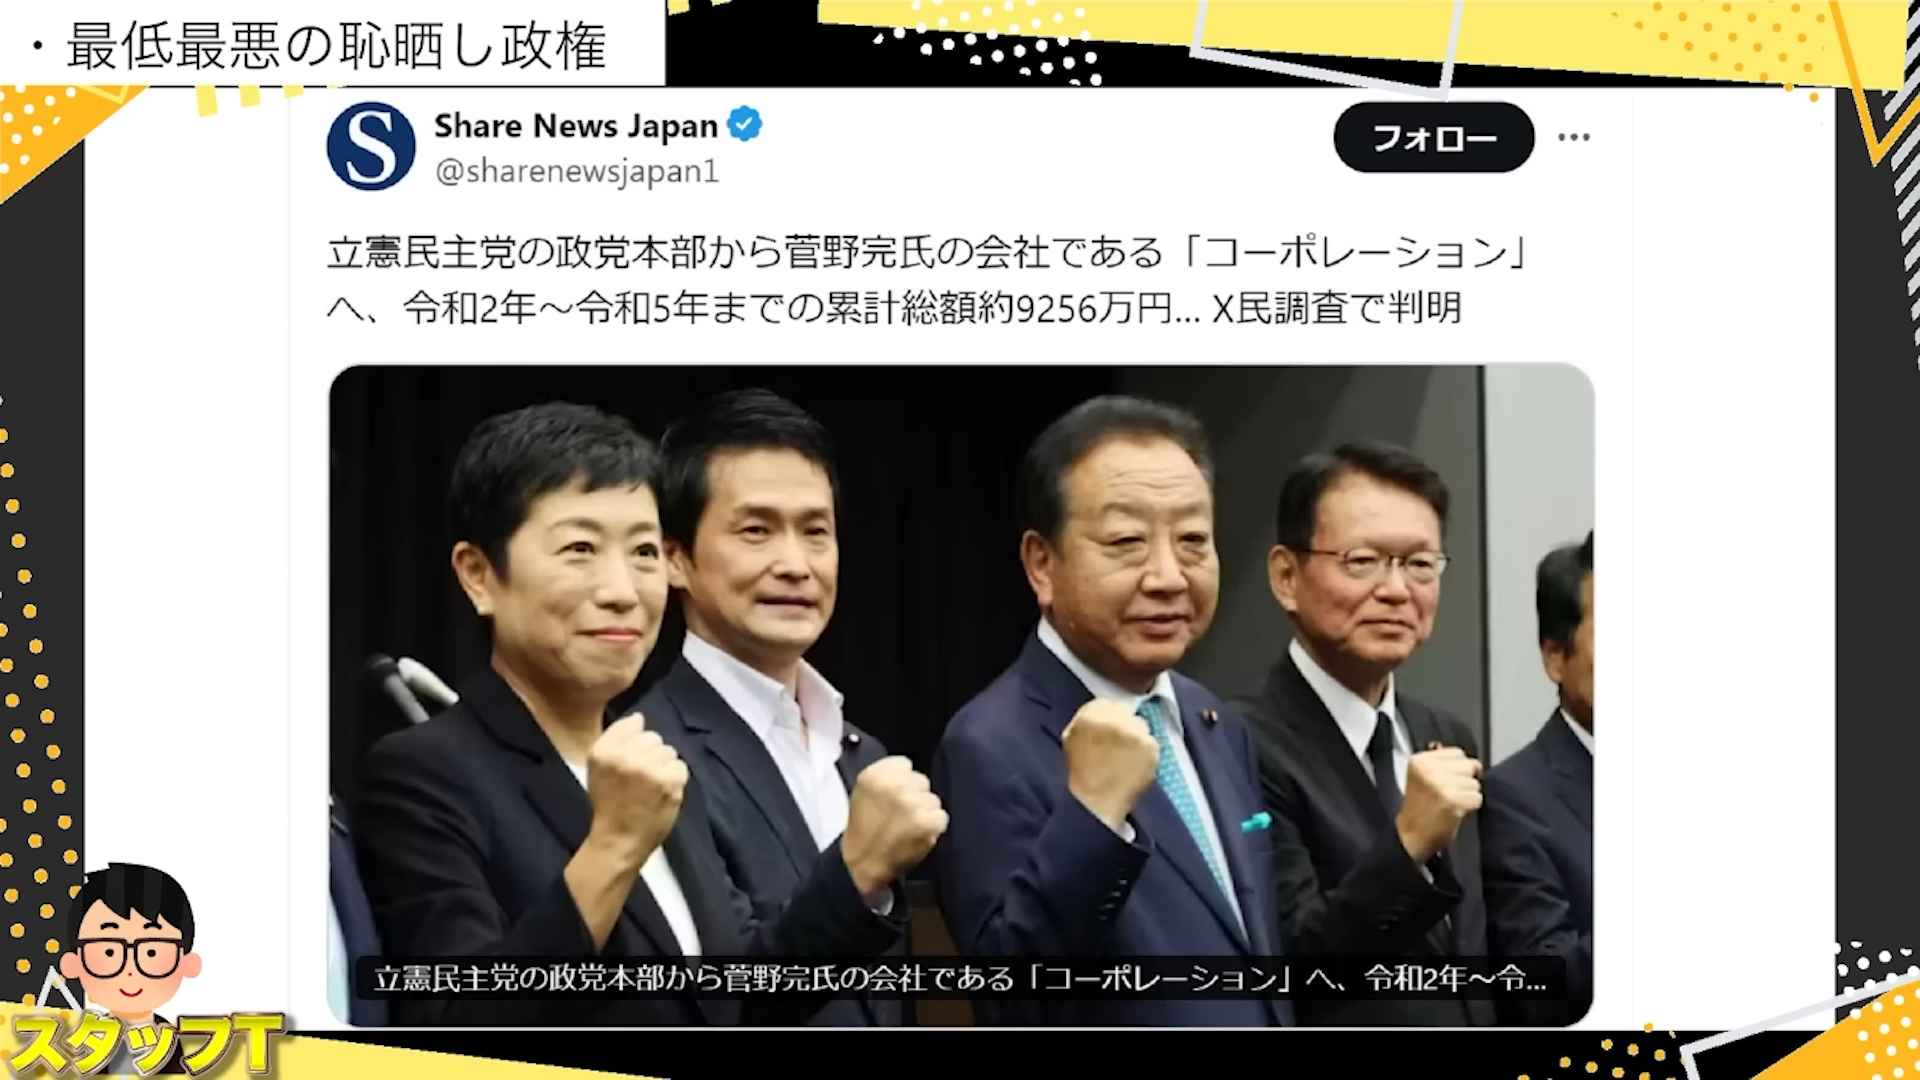 ・最低最悪の恥晒し政権
S
Share News Japan
@sharenewsjapan1
フォロー
立憲民主党の政党本部から菅野完氏の会社である「コーポレーション」
へ、令和2年〜令和5年までの累計総額約9256万円... X民調査で判明
立憲民主党の政党本部から菅野完氏の会社である「コーポレーション」へ、令和2年〜令...
スタッフT